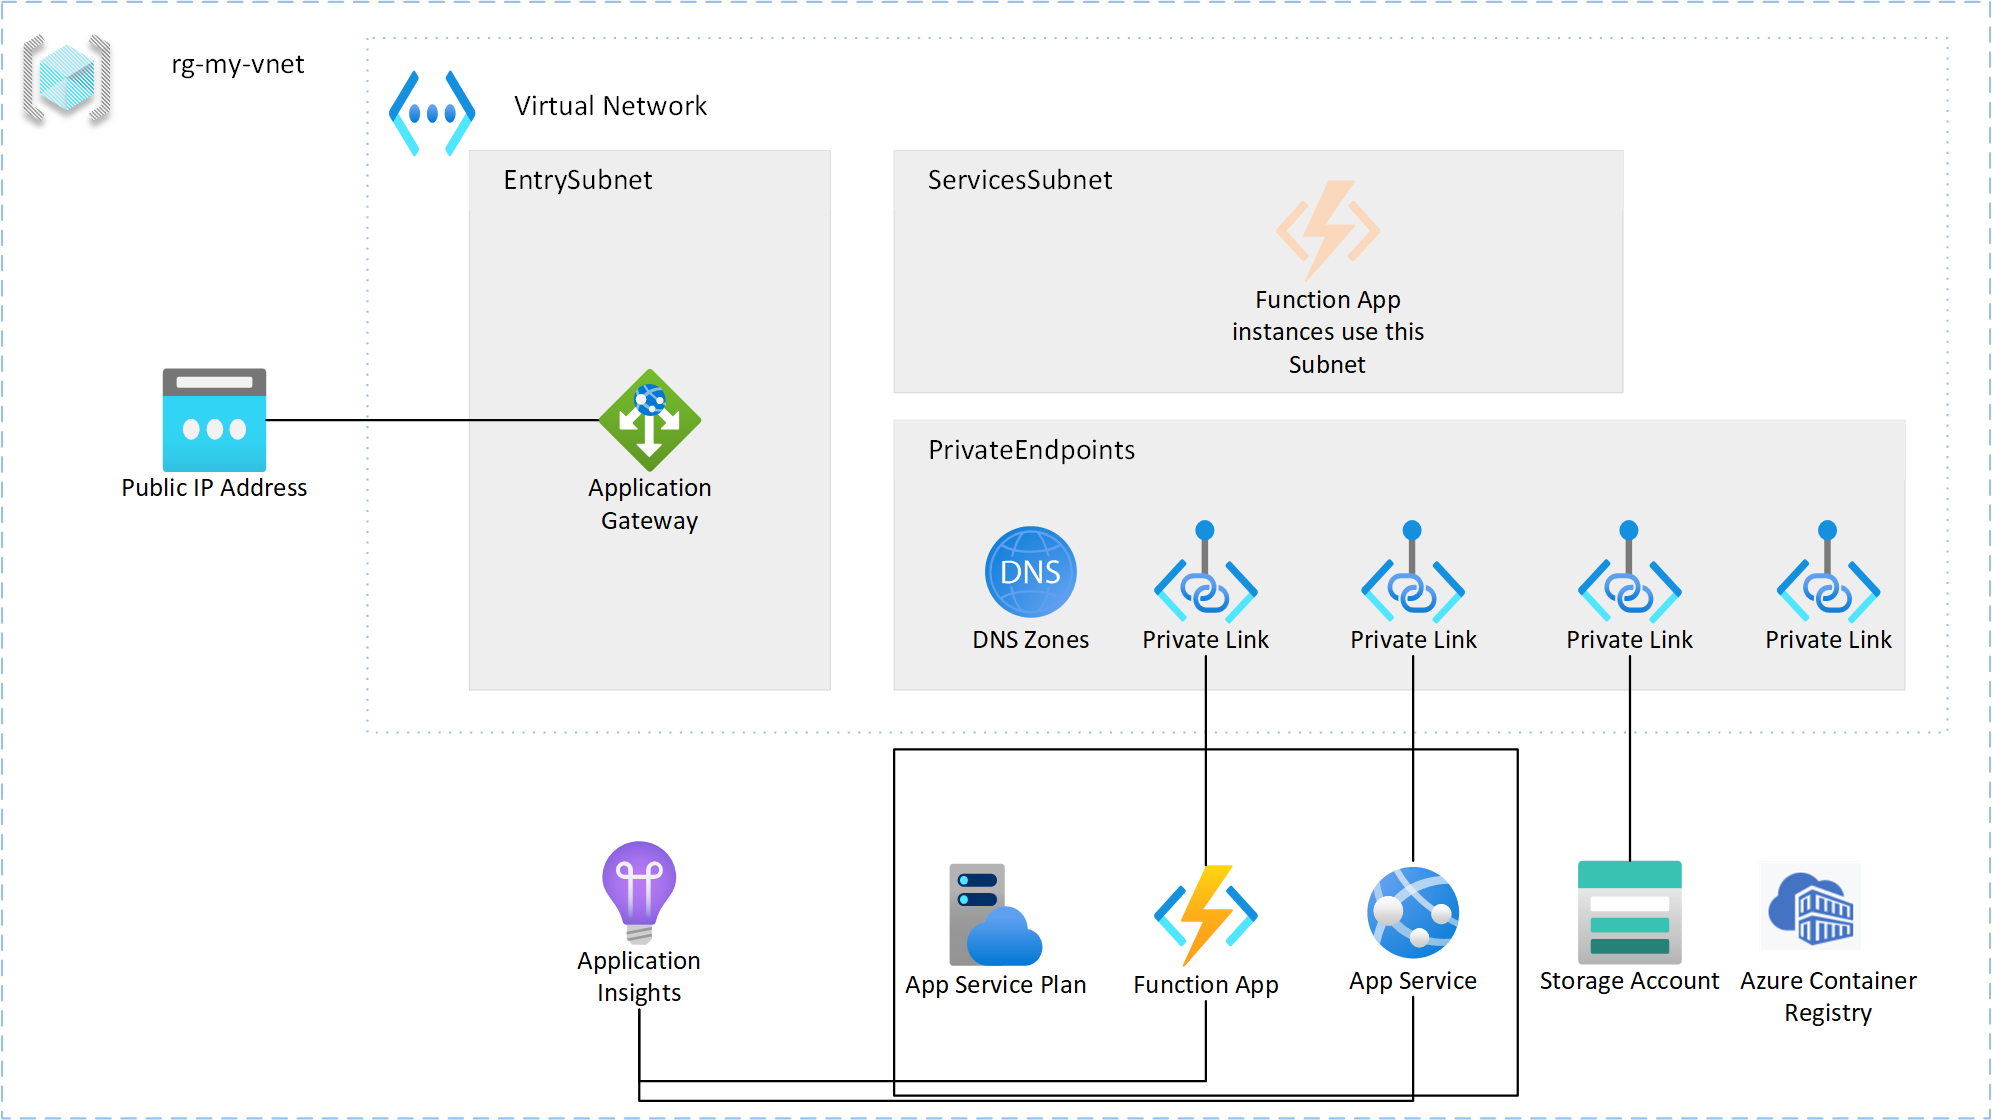 rg-my-vnet
Virtual Network
EntrySubnet
ServicesSubnet
Function App
instances use this
Subnet
Public IP Address
Application
Gateway
PrivateEndpoints
DNS
DNS Zones
Private Link
Private Link
Private Link
Private Link
Application
Insights
App Service Plan
Function App
App Service
Storage Account
Azure Container
Registry